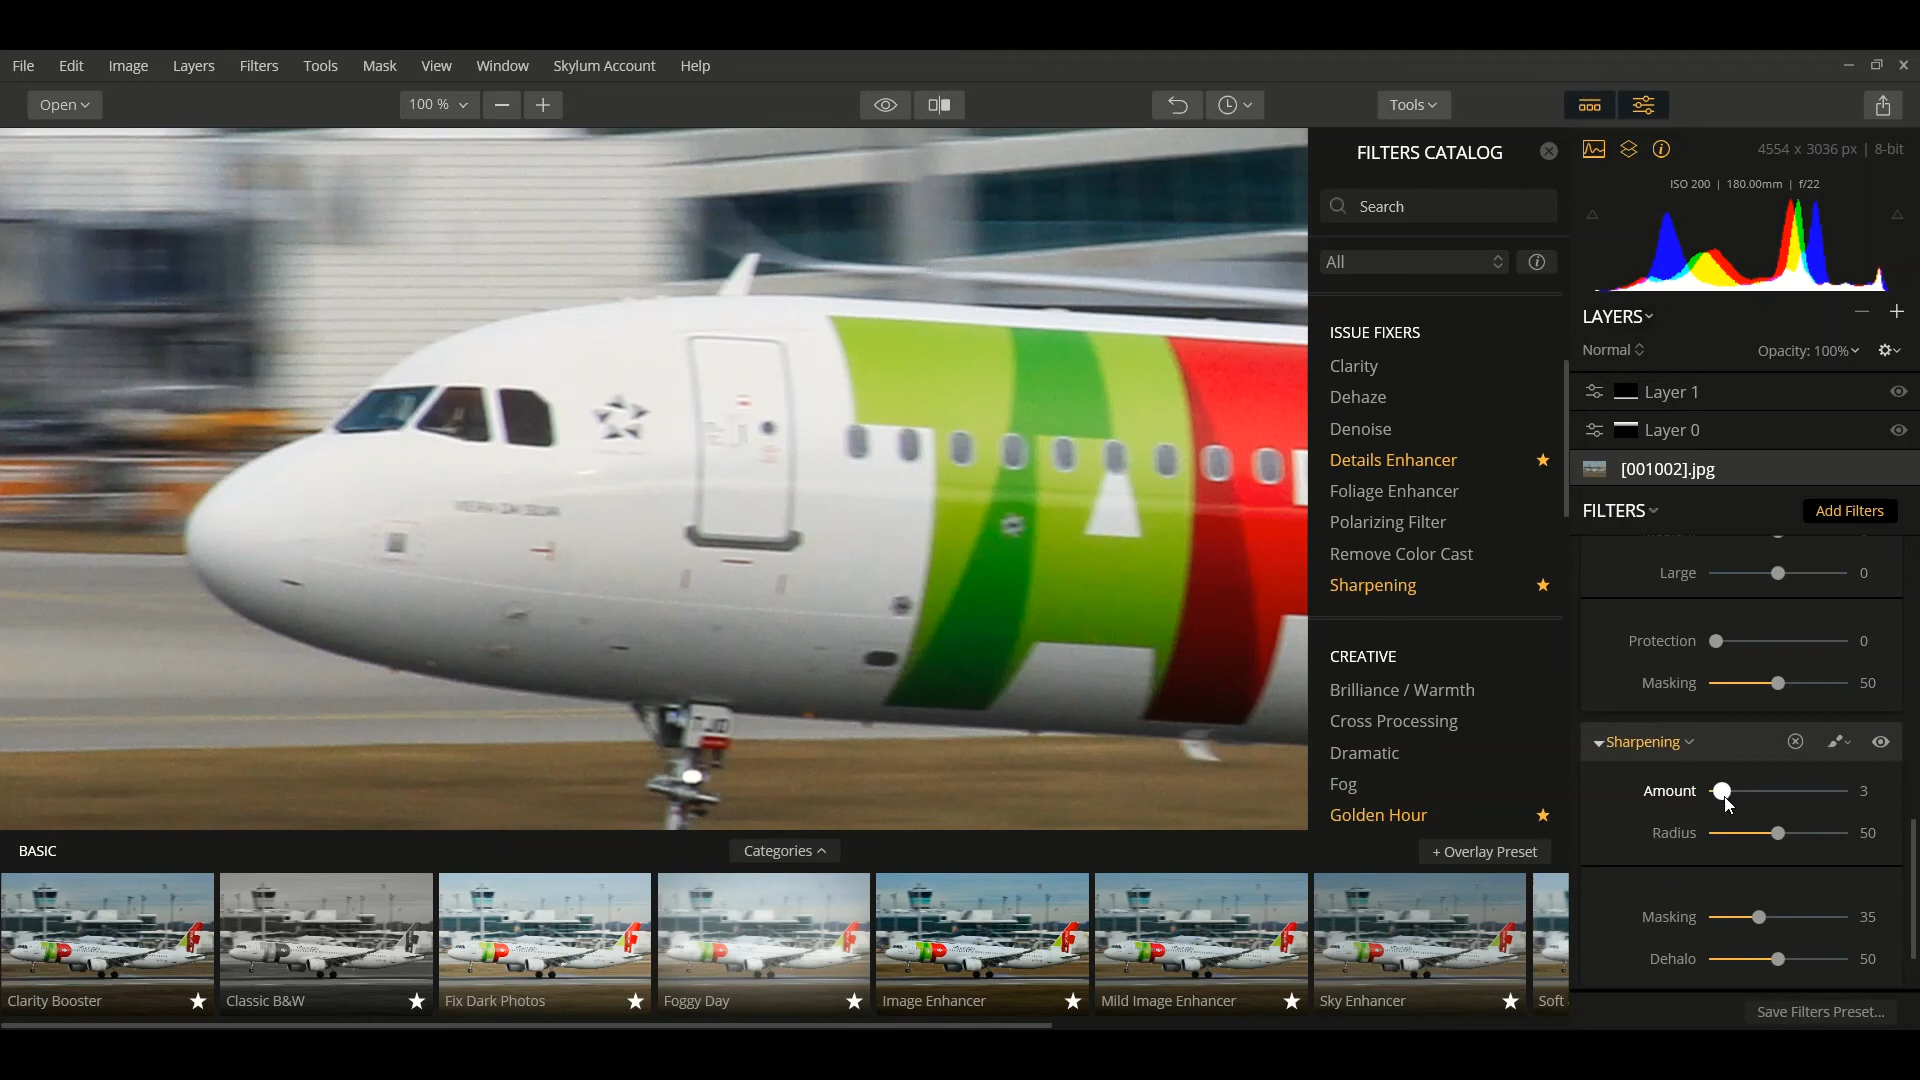 File Edit Image Layers Filters Tools Mask View Window Skylum Account Help
Open 100 % Tools
FILTERS CATALOG
Search
All
ISSUE FIXERS
Clarity
Dehaze
Denoise
Details Enhancer
Foliage Enhancer
Polarizing Filter
Remove Color Cast
Sharpening
CREATIVE
Brilliance / Warmth
Cross Processing
Dramatic
Fog
Golden Hour
4554 x 3036 px | 8-bit
ISO 200 | 180.00mm | f/22
LAYERS
Normal Opacity: 100%
Layer 1
Layer 0
[001002].jpg
FILTERS Add Filters
Large 0
Protection 0
Masking 50
Sharpening
Amount 3
Radius 50
Masking 35
Dehalo 50
Save Filters Preset...
BASIC Categories + Overlay Preset
Clarity Booster
Classic B&W
Fix Dark Photos
Foggy Day
Image Enhancer
Mild Image Enhancer
Sky Enhancer
Soft